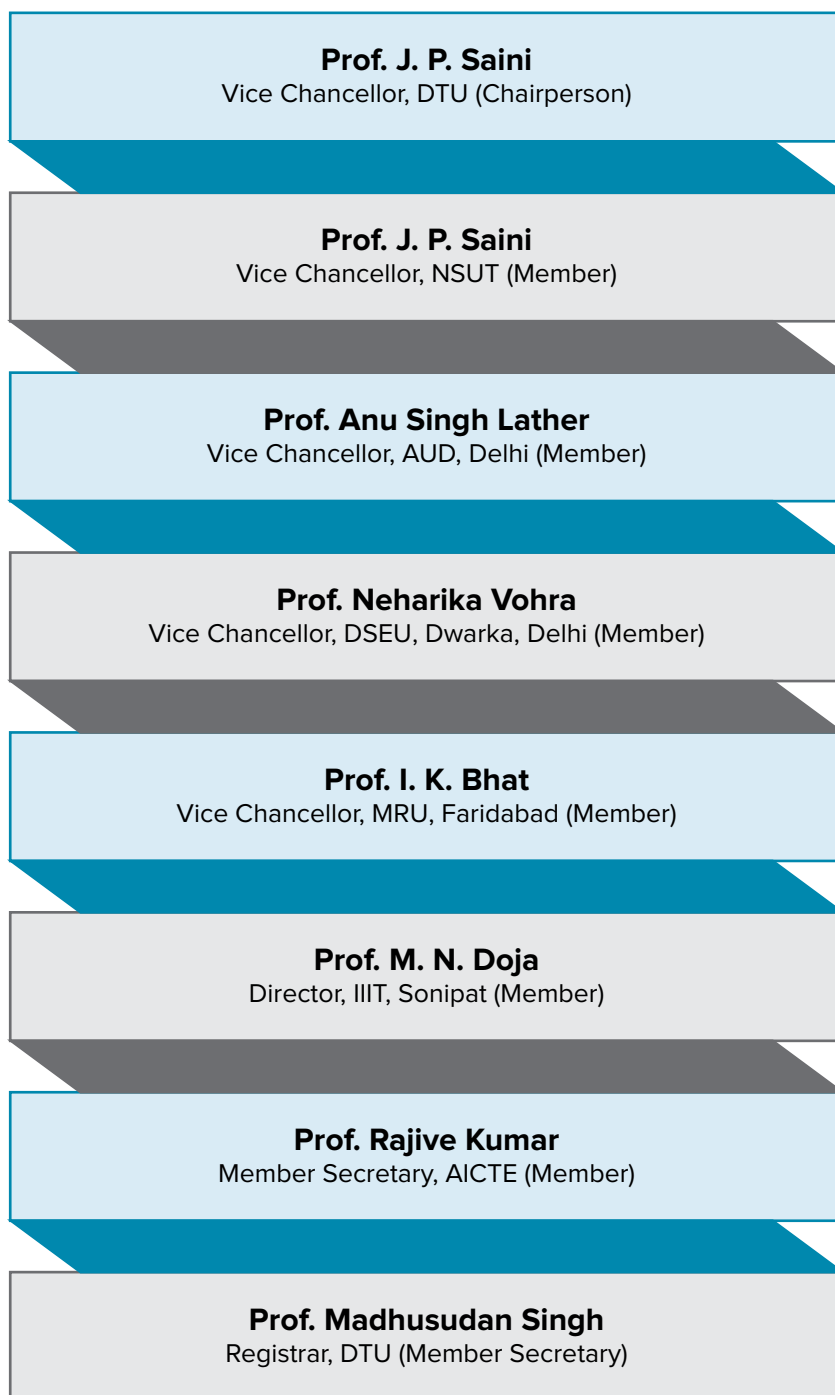 Prof. J. P. Saini
Vice Chancellor, DTU (Chairperson)
Prof. J. P. Saini
Vice Chancellor, NSUT (Member)
Prof. Anu Singh Lather
Vice Chancellor, AUD, Delhi (Member)
Prof. Neharika Vohra
Vice Chancellor, DSEU, Dwarka, Delhi (Member)
Prof. I. K. Bhat
Vice Chancellor, MRU, Faridabad (Member)
Prof. M. N. Doja
Director, IIIT, Sonipat (Member)
Prof. Rajive Kumar
Member Secretary, AICTE (Member)
Prof. Madhusudan Singh
Registrar, DTU (Member Secretary)